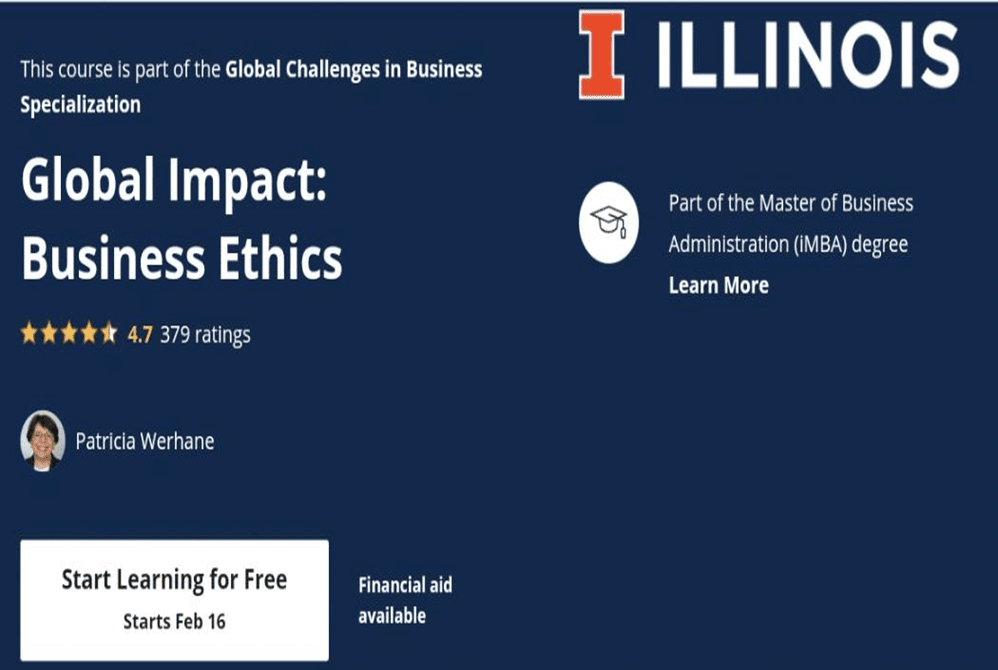 This course is part of the Global Challenges in Business
Specialization
Global Impact:
Business Ethics
4.7 379 ratings
Patricia Werhane
Start Learning for Free
Starts Feb 16
Financial aid
available
I ILLINOIS
Part of the Master of Business
Administration (iMBA) degree
Learn More